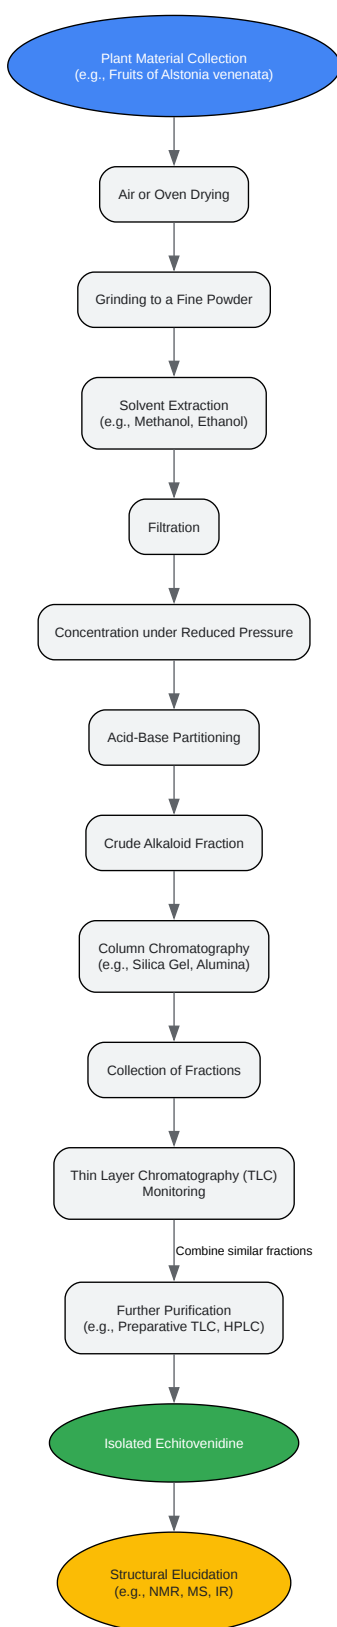 Plant Material Collection
(e.g., Fruits of Alstonia venenata)
Air or Oven Drying
Grinding to a Fine Powder
Solvent Extraction
(e.g., Methanol, Ethanol)
Filtration
Concentration under Reduced Pressure
Acid-Base Partitioning
Crude Alkaloid Fraction
Column Chromatography
(e.g., Silica Gel, Alumina)
Collection of Fractions
Thin Layer Chromatography (TLC)
Monitoring
Combine similar fractions
Further Purification
(e.g., Preparative TLC, HPLC)
Isolated Echitovenidine
Structural Elucidation
(e.g., NMR, MS, IR)